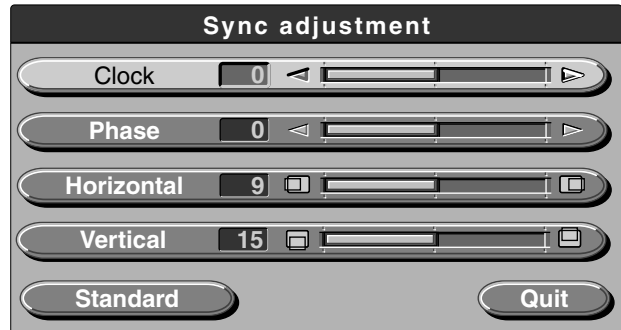 Sync adjustment
Clock 0
Phase 0
Horizontal 9
Vertical 15
Standard Quit